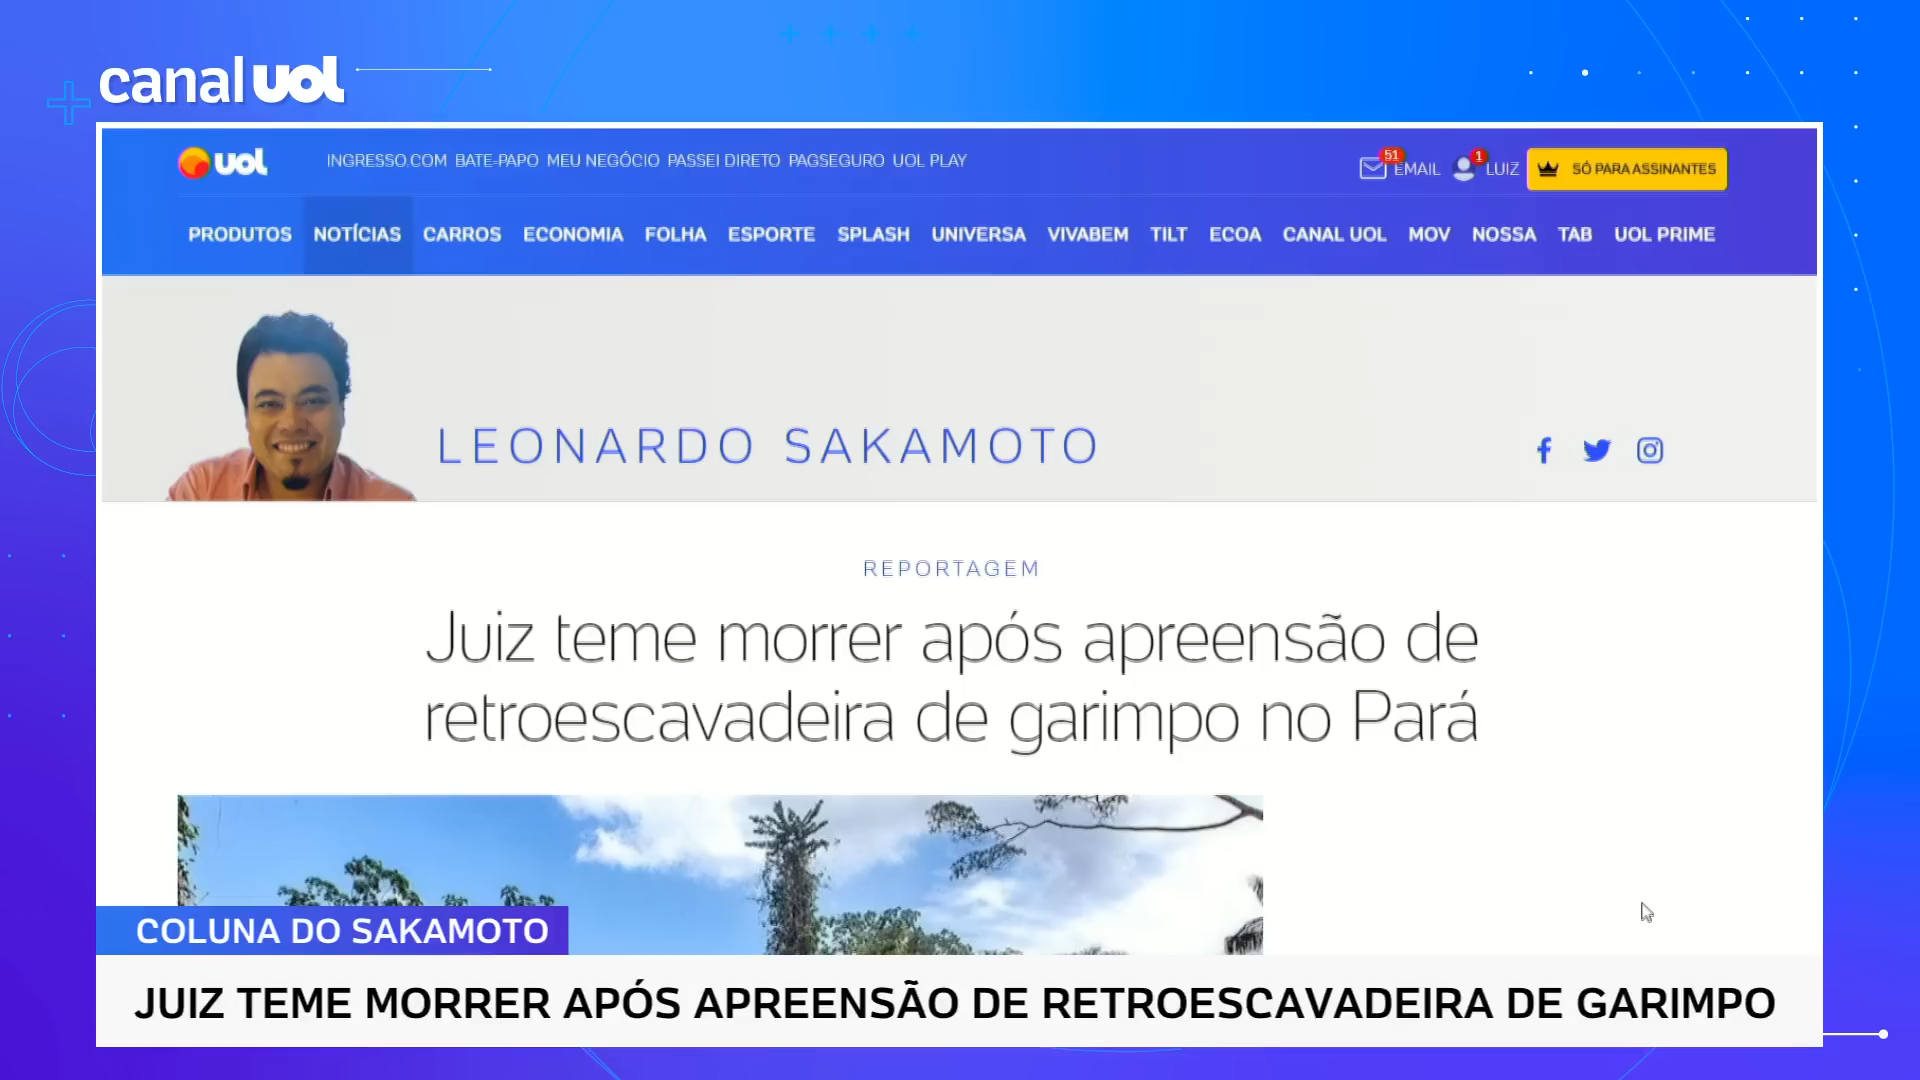 canal uol
uol
INGRESSO.COM BATE-PAPO MEU NEGÓCIO PASSEI DIRETO PAGSEGURO UOL PLAY
51 EMAIL 1 LUIZ SÓ PARA ASSINANTES
PRODUTOS NOTÍCIAS CARROS ECONOMIA FOLHA ESPORTE SPLASH UNIVERSA VIVABEM TILT ECOA CANAL UOL MOV NOSSA TAB UOL PRIME
LEONARDO SAKAMOTO
REPORTAGEM
Juiz teme morrer após apreensão de
retroescavadeira de garimpo no Pará
COLUNA DO SAKAMOTO
JUIZ TEME MORRER APÓS APREENSÃO DE RETROESCAVADEIRA DE GARIMPO